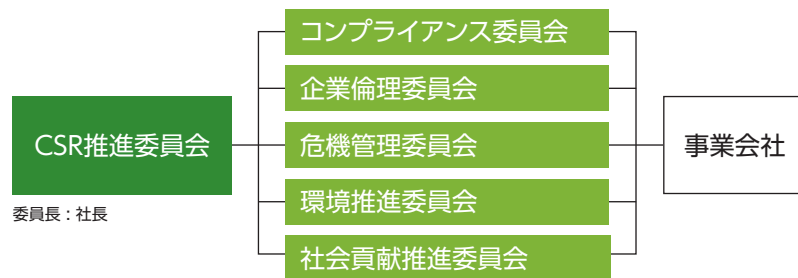 CSR推進委員会
委員長：社長
コンプライアンス委員会
企業倫理委員会
危機管理委員会
環境推進委員会
社会貢献推進委員会
事業会社